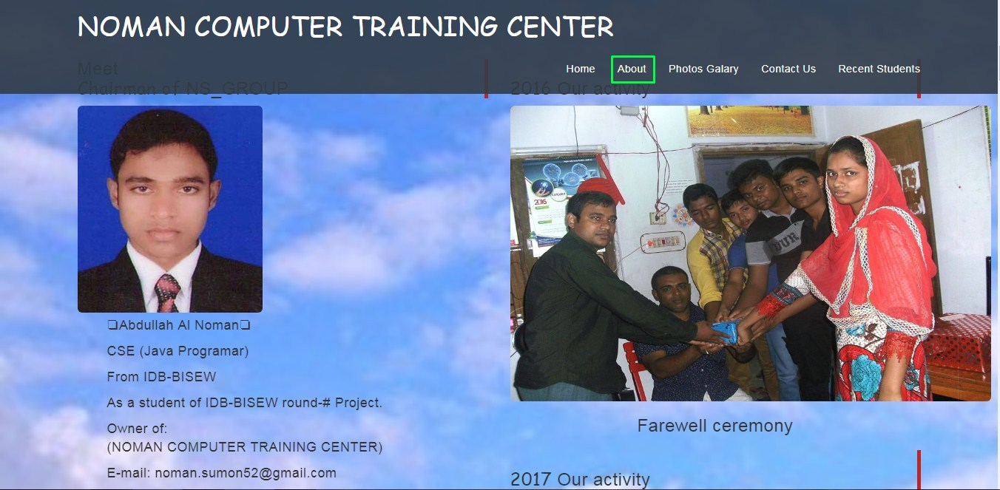 NOMAN COMPUTER TRAINING CENTER
Home About Photos Galary Contact Us Recent Students
Meet
Chairman of NS_GROUP
❏Abdullah Al Noman❏
CSE (Java Programar)
From IDB-BISEW
As a student of IDB-BISEW round-# Project.
Owner of:
(NOMAN COMPUTER TRAINING CENTER)
E-mail: noman.sumon52@gmail.com
2016 Our activity
2016
Farewell ceremony
2017 Our activity